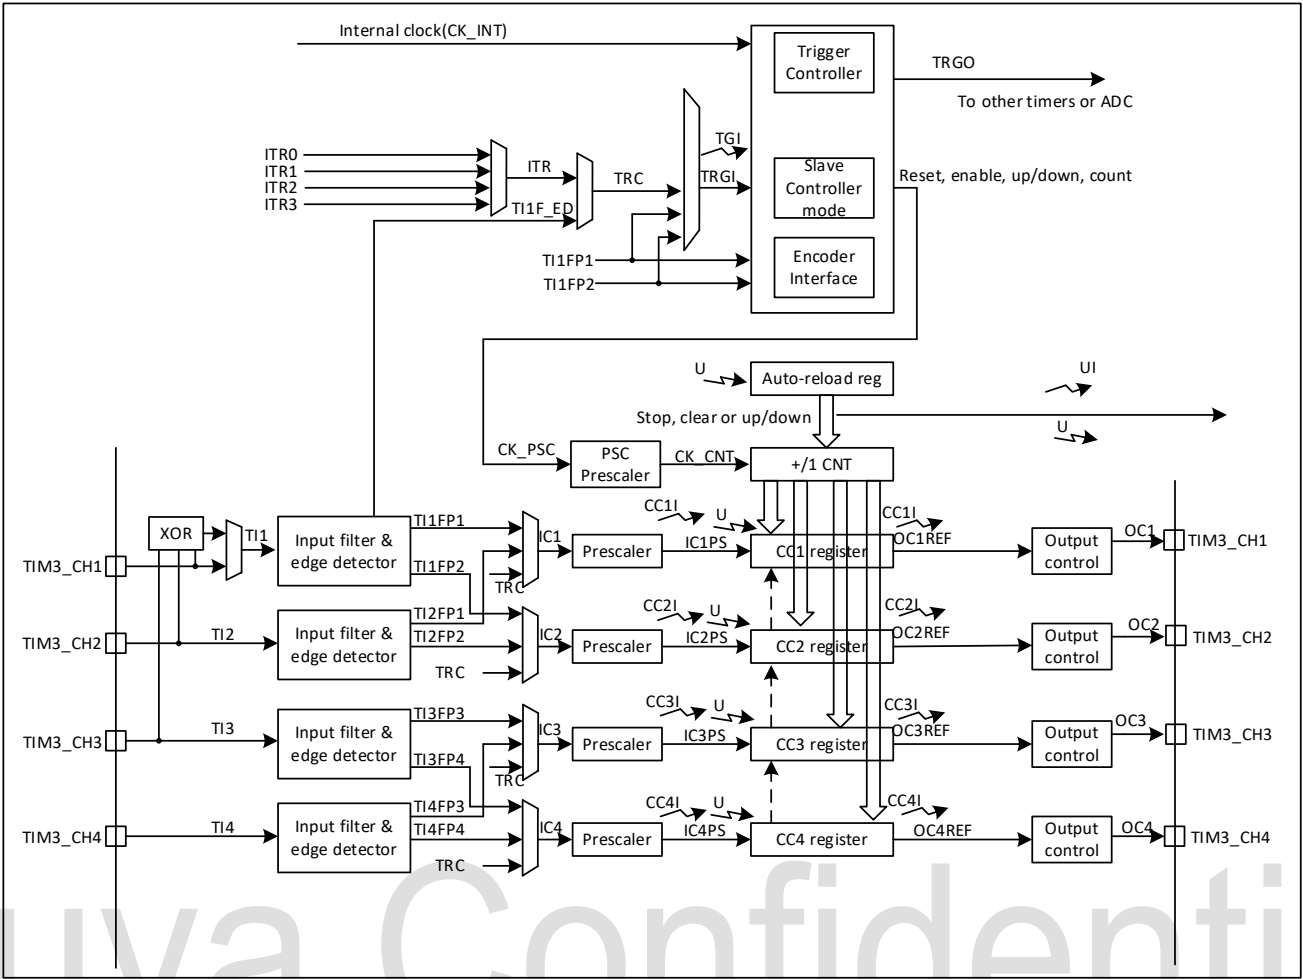 Internal clock(CK_INT)
Trigger
Controller
TRGO
To other timers or ADC
TGI
ITR0
ITR1
ITR2
ITR3
ITR
TI1F_ED
TRC
TRGI
Slave
Controller
mode
Reset, enable, up/down, count
Encoder
Interface
TI1FP1
TI1FP2
U
Auto-reload reg
UI
Stop, clear or up/down
U
CK_PSC
PSC
Prescaler
CK_CNT
+/1 CNT
XOR
TI1
Input filter &
edge detector
TI1FP1
TI1FP2
TRC
IC1
Prescaler
CC1I
U
IC1PS
CC1 register
CC1I
OC1REF
Output
control
OC1
TIM3_CH1
TIM3_CH1
TIM3_CH2
TI2
Input filter &
edge detector
TI2FP1
TI2FP2
TRC
IC2
Prescaler
CC2I
U
IC2PS
CC2 register
CC2I
OC2REF
Output
control
OC2
TIM3_CH2
TIM3_CH3
TI3
Input filter &
edge detector
TI3FP3
TI3FP4
TRC
IC3
Prescaler
CC3I
U
IC3PS
CC3 register
CC3I
OC3REF
Output
control
OC3
TIM3_CH3
TIM3_CH4
TI4
Input filter &
edge detector
TI4FP3
TI4FP4
TRC
IC4
Prescaler
CC4I
U
IC4PS
CC4 register
CC4I
OC4REF
Output
control
OC4
TIM3_CH4
uya Confidenti